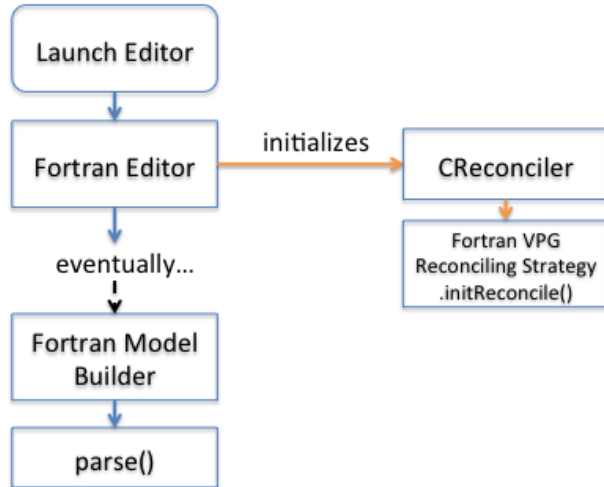 Launch Editor
Fortran Editor
initializes
CReconciler
Fortran VPG
Reconciling Strategy
.initReconcile()
eventually...
Fortran Model
Builder
parse()